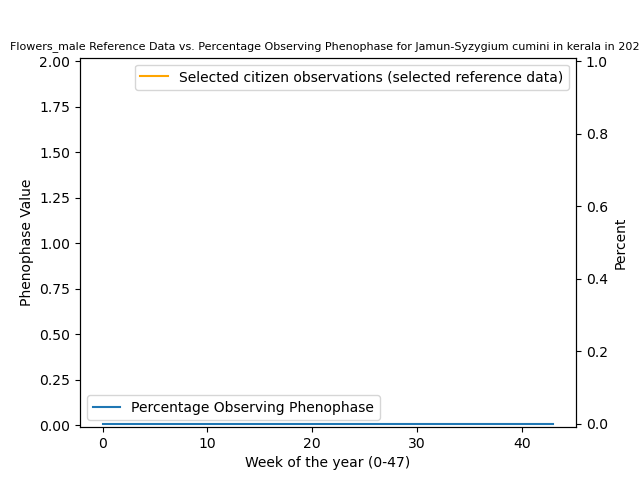 Flowers_male Reference Data vs. Percentage Observing Phenophase for Jamun-Syzygium cumini in kerala in 202
2.00
1.75
1.50
1.25
1.00
0.75
0.50
0.25
0.00
Phenophase Value
Selected citizen observations (selected reference data)
Percentage Observing Phenophase
1.0
0.8
0.6
0.4
0.2
0.0
Percent
0 10 20 30 40
Week of the year (0-47)